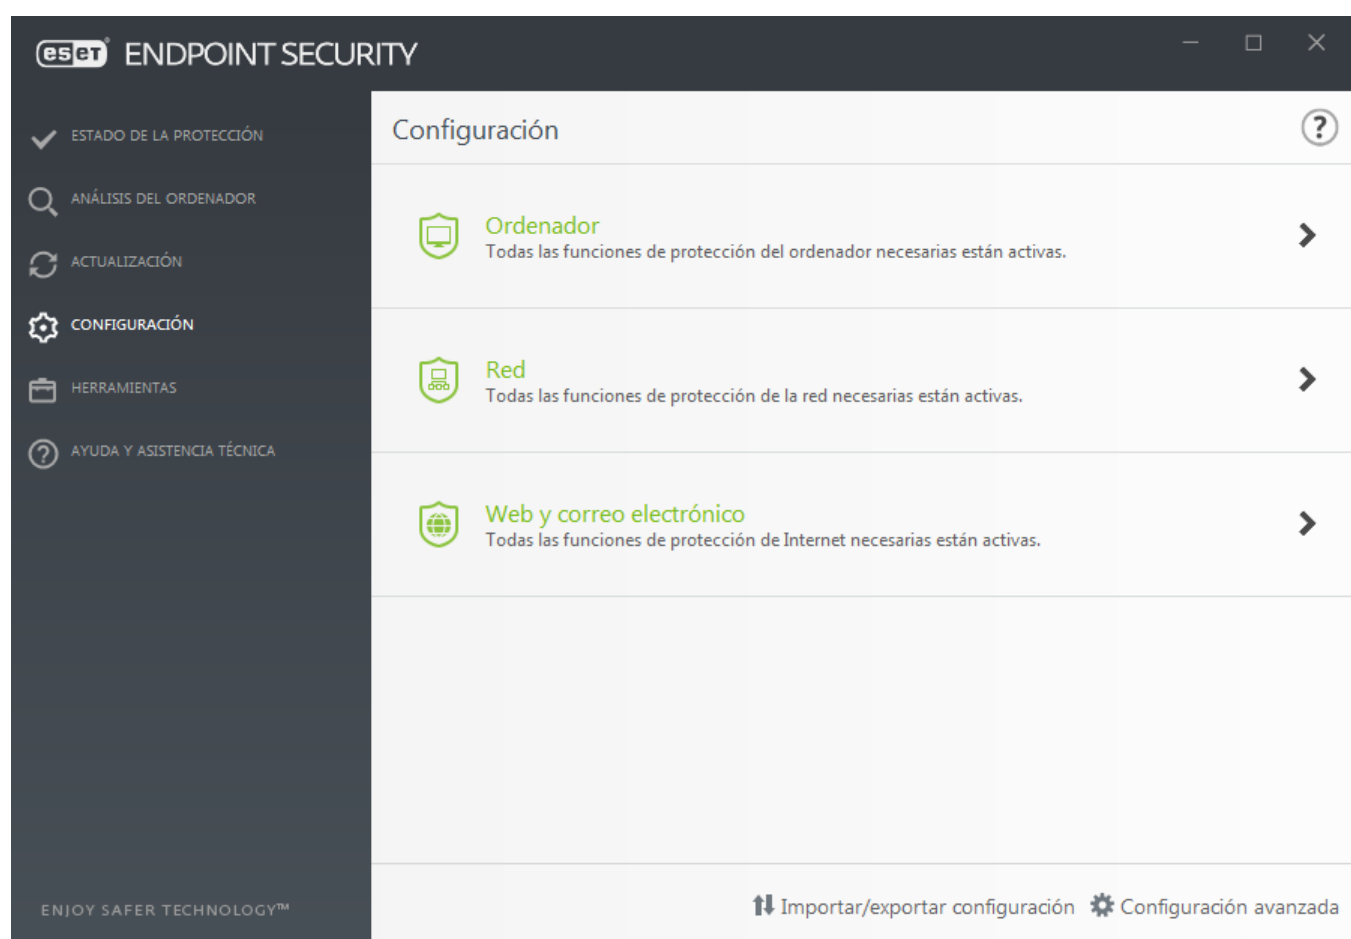 eset ENDPOINT SECURITY
ESTADO DE LA PROTECCIÓN
ANÁLISIS DEL ORDENADOR
ACTUALIZACIÓN
CONFIGURACIÓN
HERRAMIENTAS
AYUDA Y ASISTENCIA TÉCNICA
ENJOY SAFER TECHNOLOGY™
Configuración
?
Ordenador
Todas las funciones de protección del ordenador necesarias están activas.
Red
Todas las funciones de protección de la red necesarias están activas.
Web y correo electrónico
Todas las funciones de protección de Internet necesarias están activas.
Importar/exportar configuración Configuración avanzada